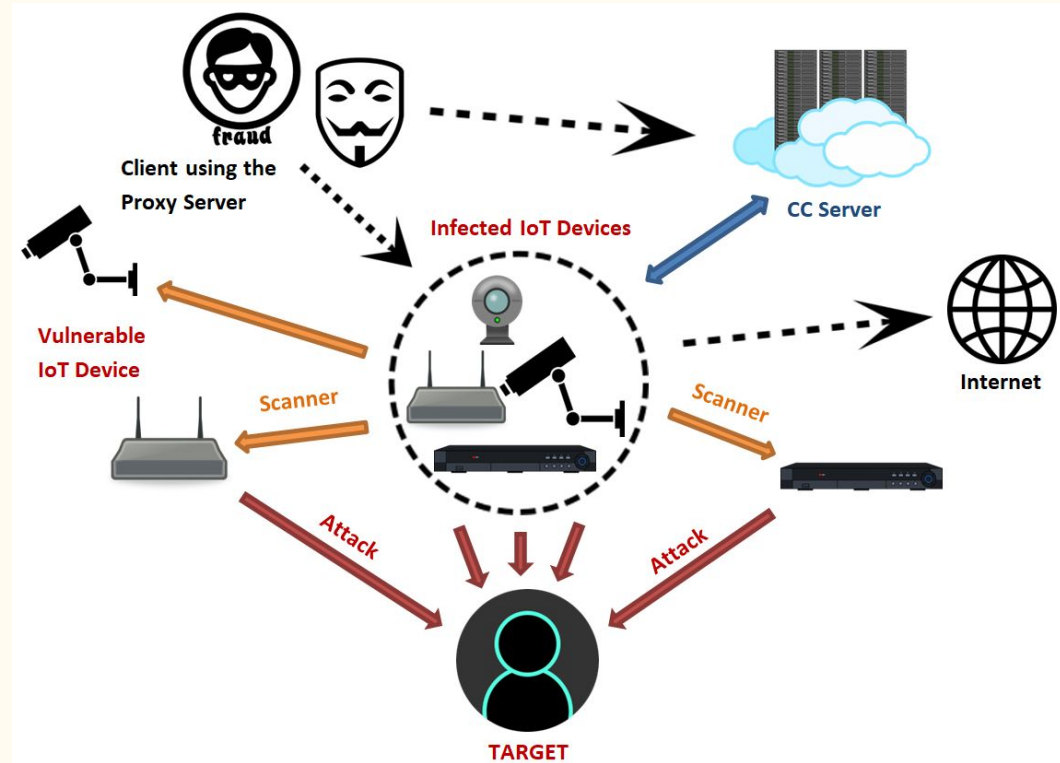 fraud
Client using the
Proxy Server
CC Server
Infected IoT Devices
Vulnerable
IoT Device
Internet
Scanner
Scanner
Attack
Attack
TARGET